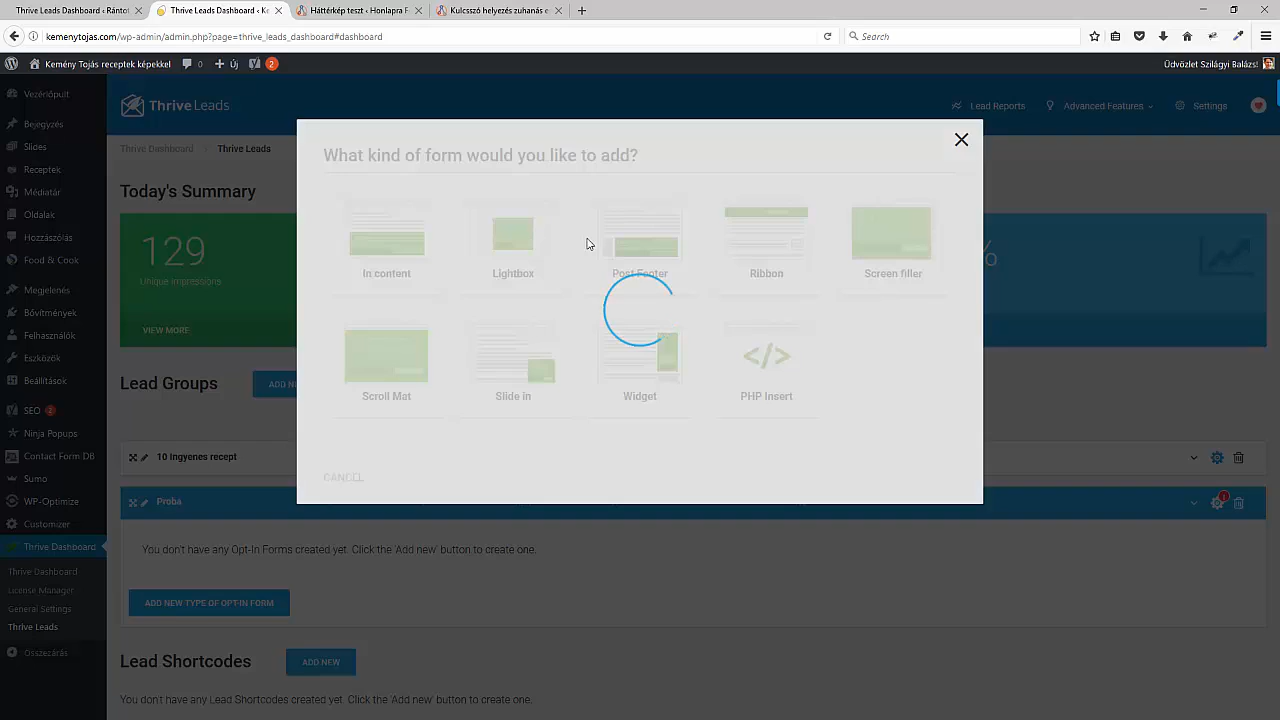 Thrive Leads Dashboard ‹ Rántot
Thrive Leads Dashboard ‹ Ke
Háttérkép teszt ‹ Honlapra F
Kulcsszó helyezés zuhanás e
kemenytojas.com/wp-admin/admin.php?page=thrive_leads_dashboard#dashboard
Search
Kemény Tojás receptek képekkel
0
Új
2
Üdvözlet Szilágyi Balázs!
Vezérlőpult
Bejegyzés
Slides
Receptek
Médiatár
Oldalak
Hozzászólás
Food & Cook
Megjelenés
Bővítmények
Felhasználók
Eszközök
Beállítások
SEO 2
Ninja Popups
Contact Form DB
Sumo
WP-Optimize
Customizer
Thrive Dashboard
Thrive Dashboard
License Manager
General Settings
Thrive Leads
Összezárás
Thrive Leads
Lead Reports
Advanced Features
Settings
Thrive Dashboard
Thrive Leads
Today's Summary
129
Unique Impressions
VIEW MORE
%
What kind of form would you like to add?
In content
Lightbox
Post Footer
Ribbon
Screen filler
Scroll Mat
Slide in
Widget
</>
PHP Insert
CANCEL
Lead Groups
ADD NE
10 Ingyenes recept
Proba
1
You don't have any Opt-In Forms created yet. Click the 'Add new' button to create one.
ADD NEW TYPE OF OPT-IN FORM
Lead Shortcodes
ADD NEW
You don't have any Lead Shortcodes created yet. Click the 'Add new' button to create one.